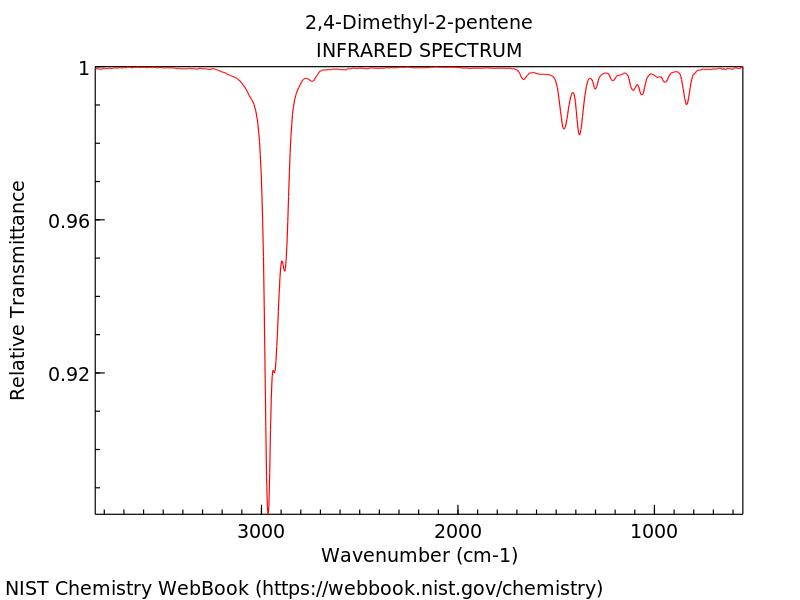 2,4-Dimethyl-2-pentene
INFRARED SPECTRUM
1
0.96
0.92
Relative Transmittance
3000
2000
1000
Wavenumber (cm-1)
NIST Chemistry WebBook (https://webbook.nist.gov/chemistry)